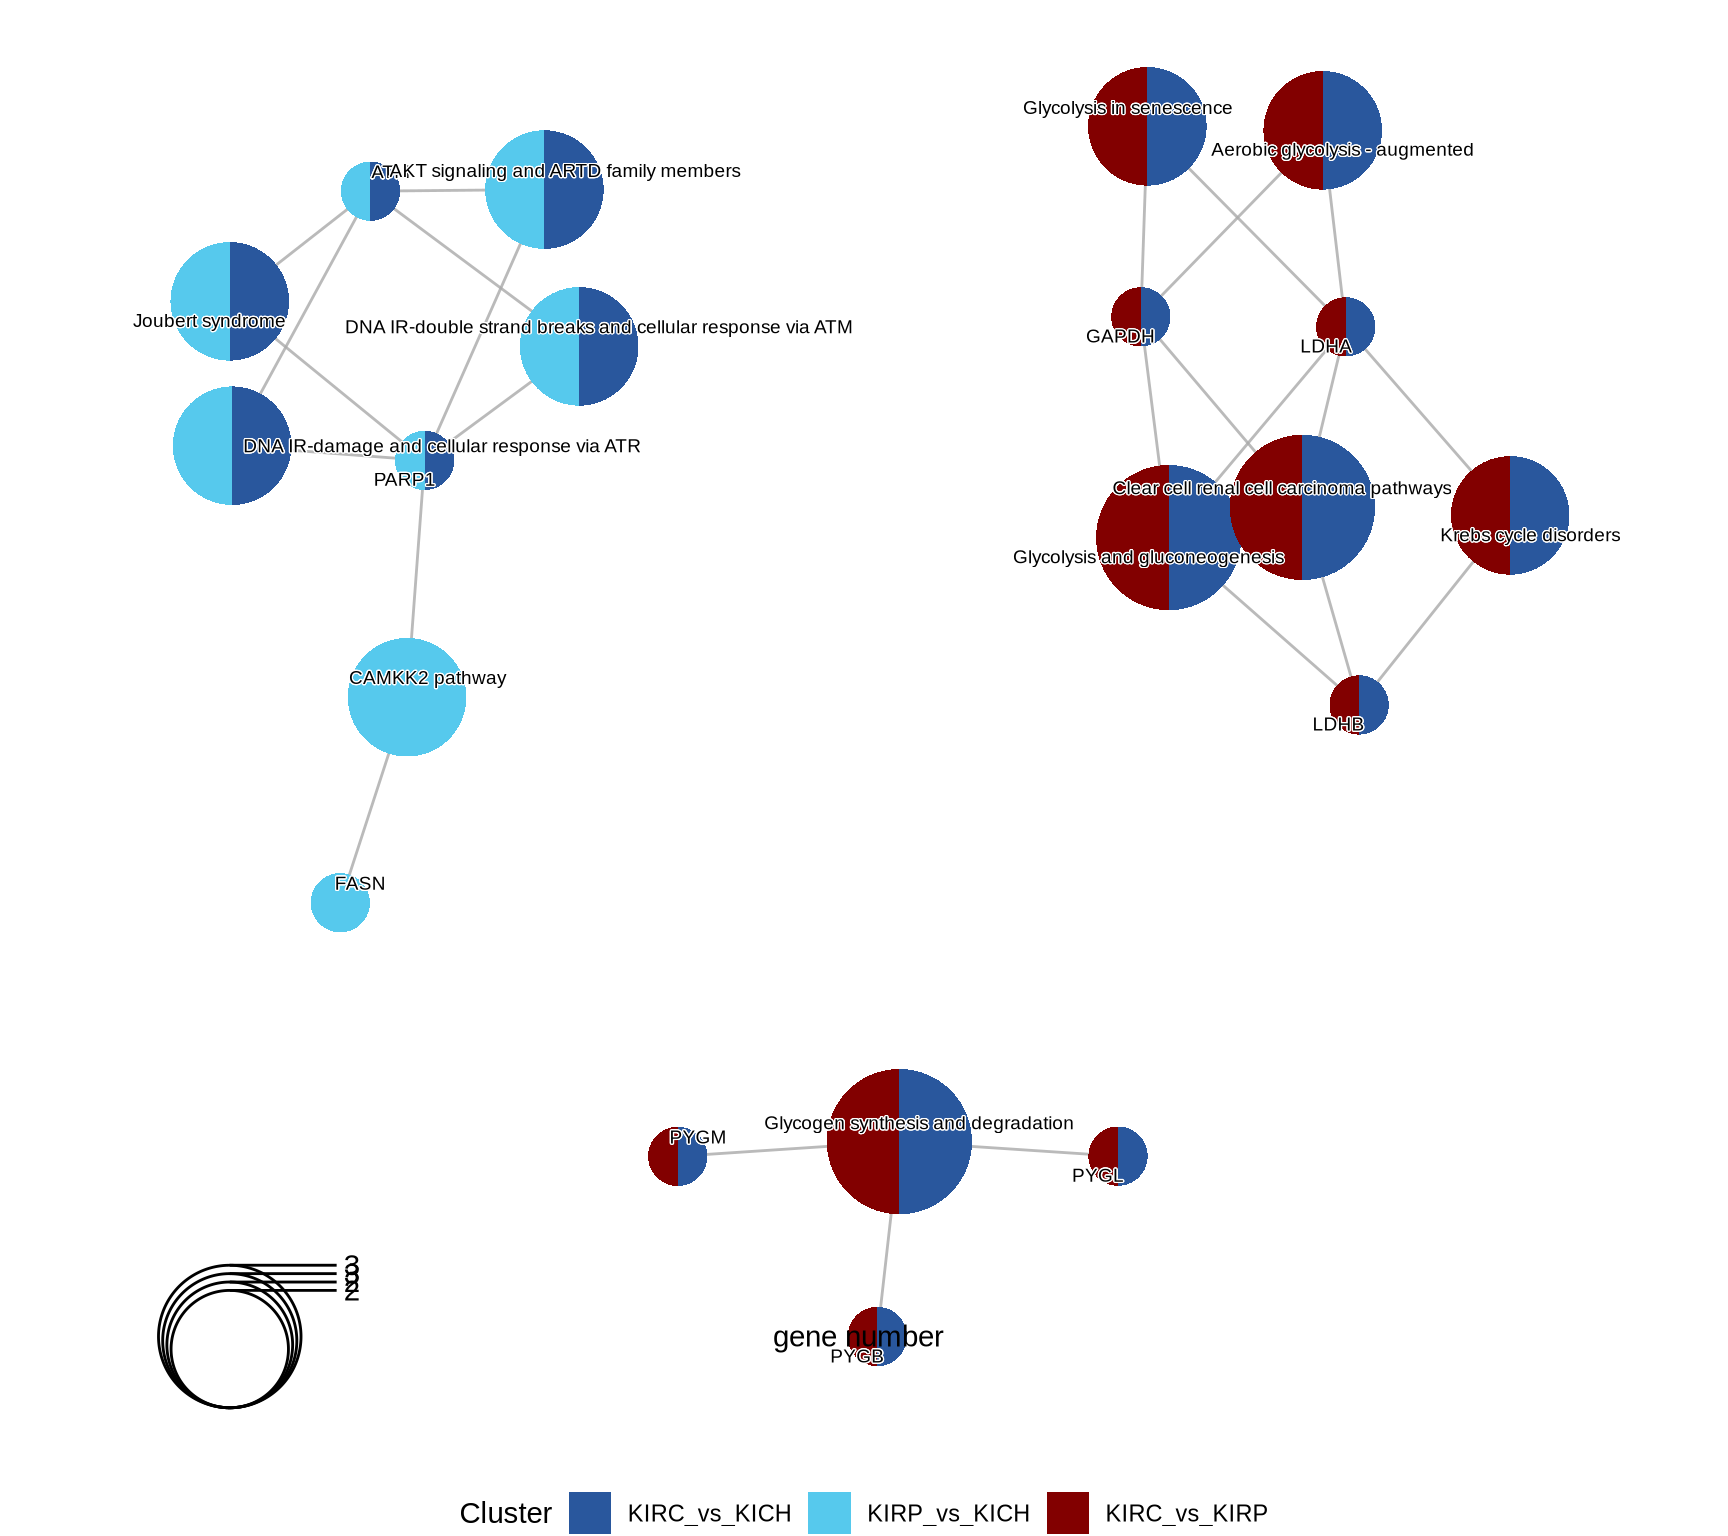 Glycolysis in senescence
Aerobic glycolysis - augmented
AKT signaling and ARTD family members
Joubert syndrome
DNA IR-double strand breaks and cellular response via ATM
GAPDH
LDHA
DNA IR-damage and cellular response via ATR
PARP1
Clear cell renal cell carcinoma pathways
Krebs cycle disorders
Glycolysis and gluconeogenesis
CAMKK2 pathway
LDHB
FASN
Glycogen synthesis and degradation
PYGM
PYGL
3
2
gene number
PYGB
Cluster KIRC_vs_KICH KIRP_vs_KICH KIRC_vs_KIRP